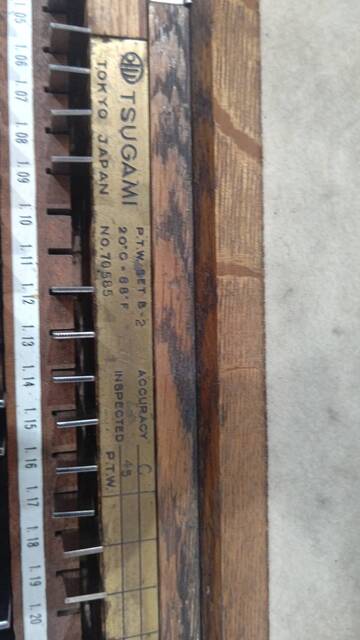 TSUGAMI
TOKYO JAPAN
P.T.W. SET B-2
20°C = 68°F
NO.70585
ACCURACY
INSPECTED
P.T.W.
1.05 1.06 1.07 1.08 1.09 1.10 1.11 1.12 1.13 1.14 1.15 1.16 1.17 1.18 1.19 1.20